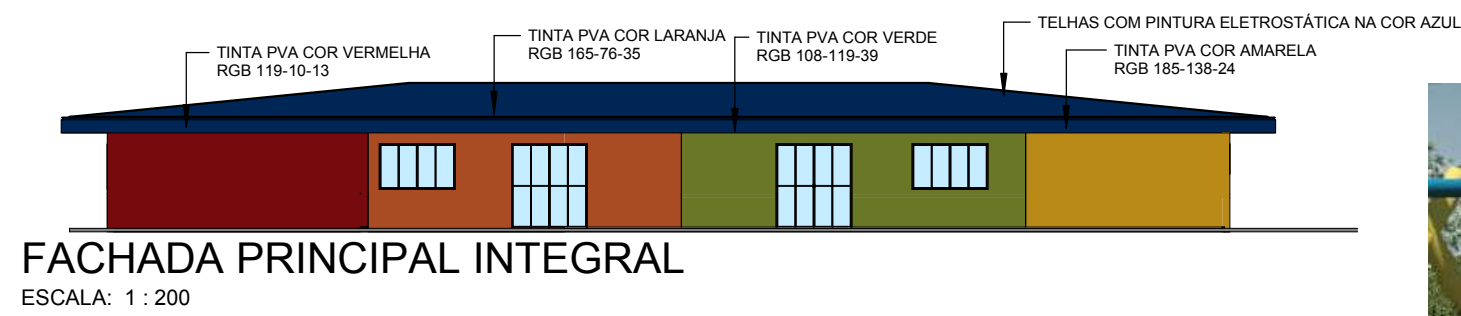 TELHAS COM PINTURA ELETROSTÁTICA NA COR AZUL
TINTA PVA COR VERMELHA
RGB 119-10-13
TINTA PVA COR LARANJA
RGB 165-76-35
TINTA PVA COR VERDE
RGB 108-119-39
TINTA PVA COR AMARELA
RGB 185-138-24
FACHADA PRINCIPAL INTEGRAL
ESCALA: 1 : 200